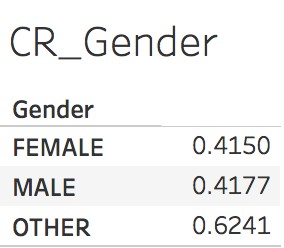 CR_Gender
Gender
FEMALE 0.4150
MALE 0.4177
OTHER 0.6241